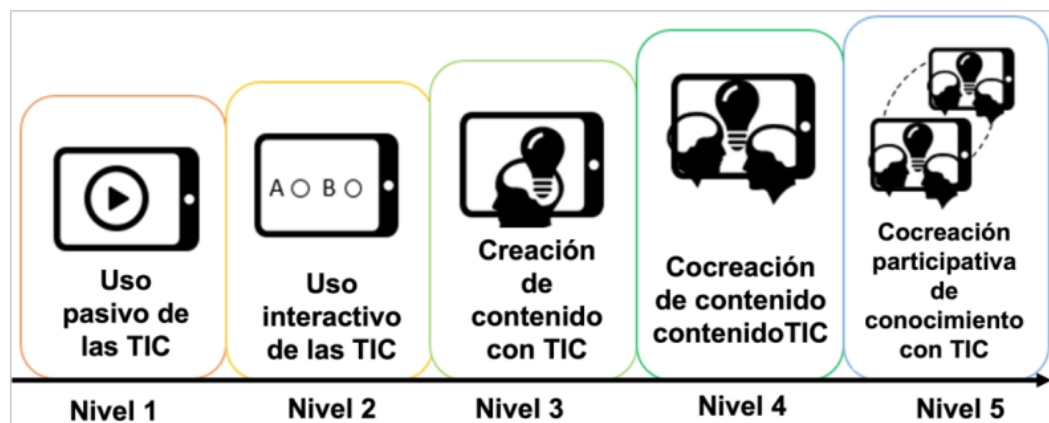 Uso
pasivo de
las TIC
A B
Uso
interactivo
de las TIC
Creación
de
contenido
con TIC
Cocreación
de contenido
contenidoTIC
Cocreación
participativa
de
conocimiento
con TIC
Nivel 1
Nivel 2
Nivel 3
Nivel 4
Nivel 5